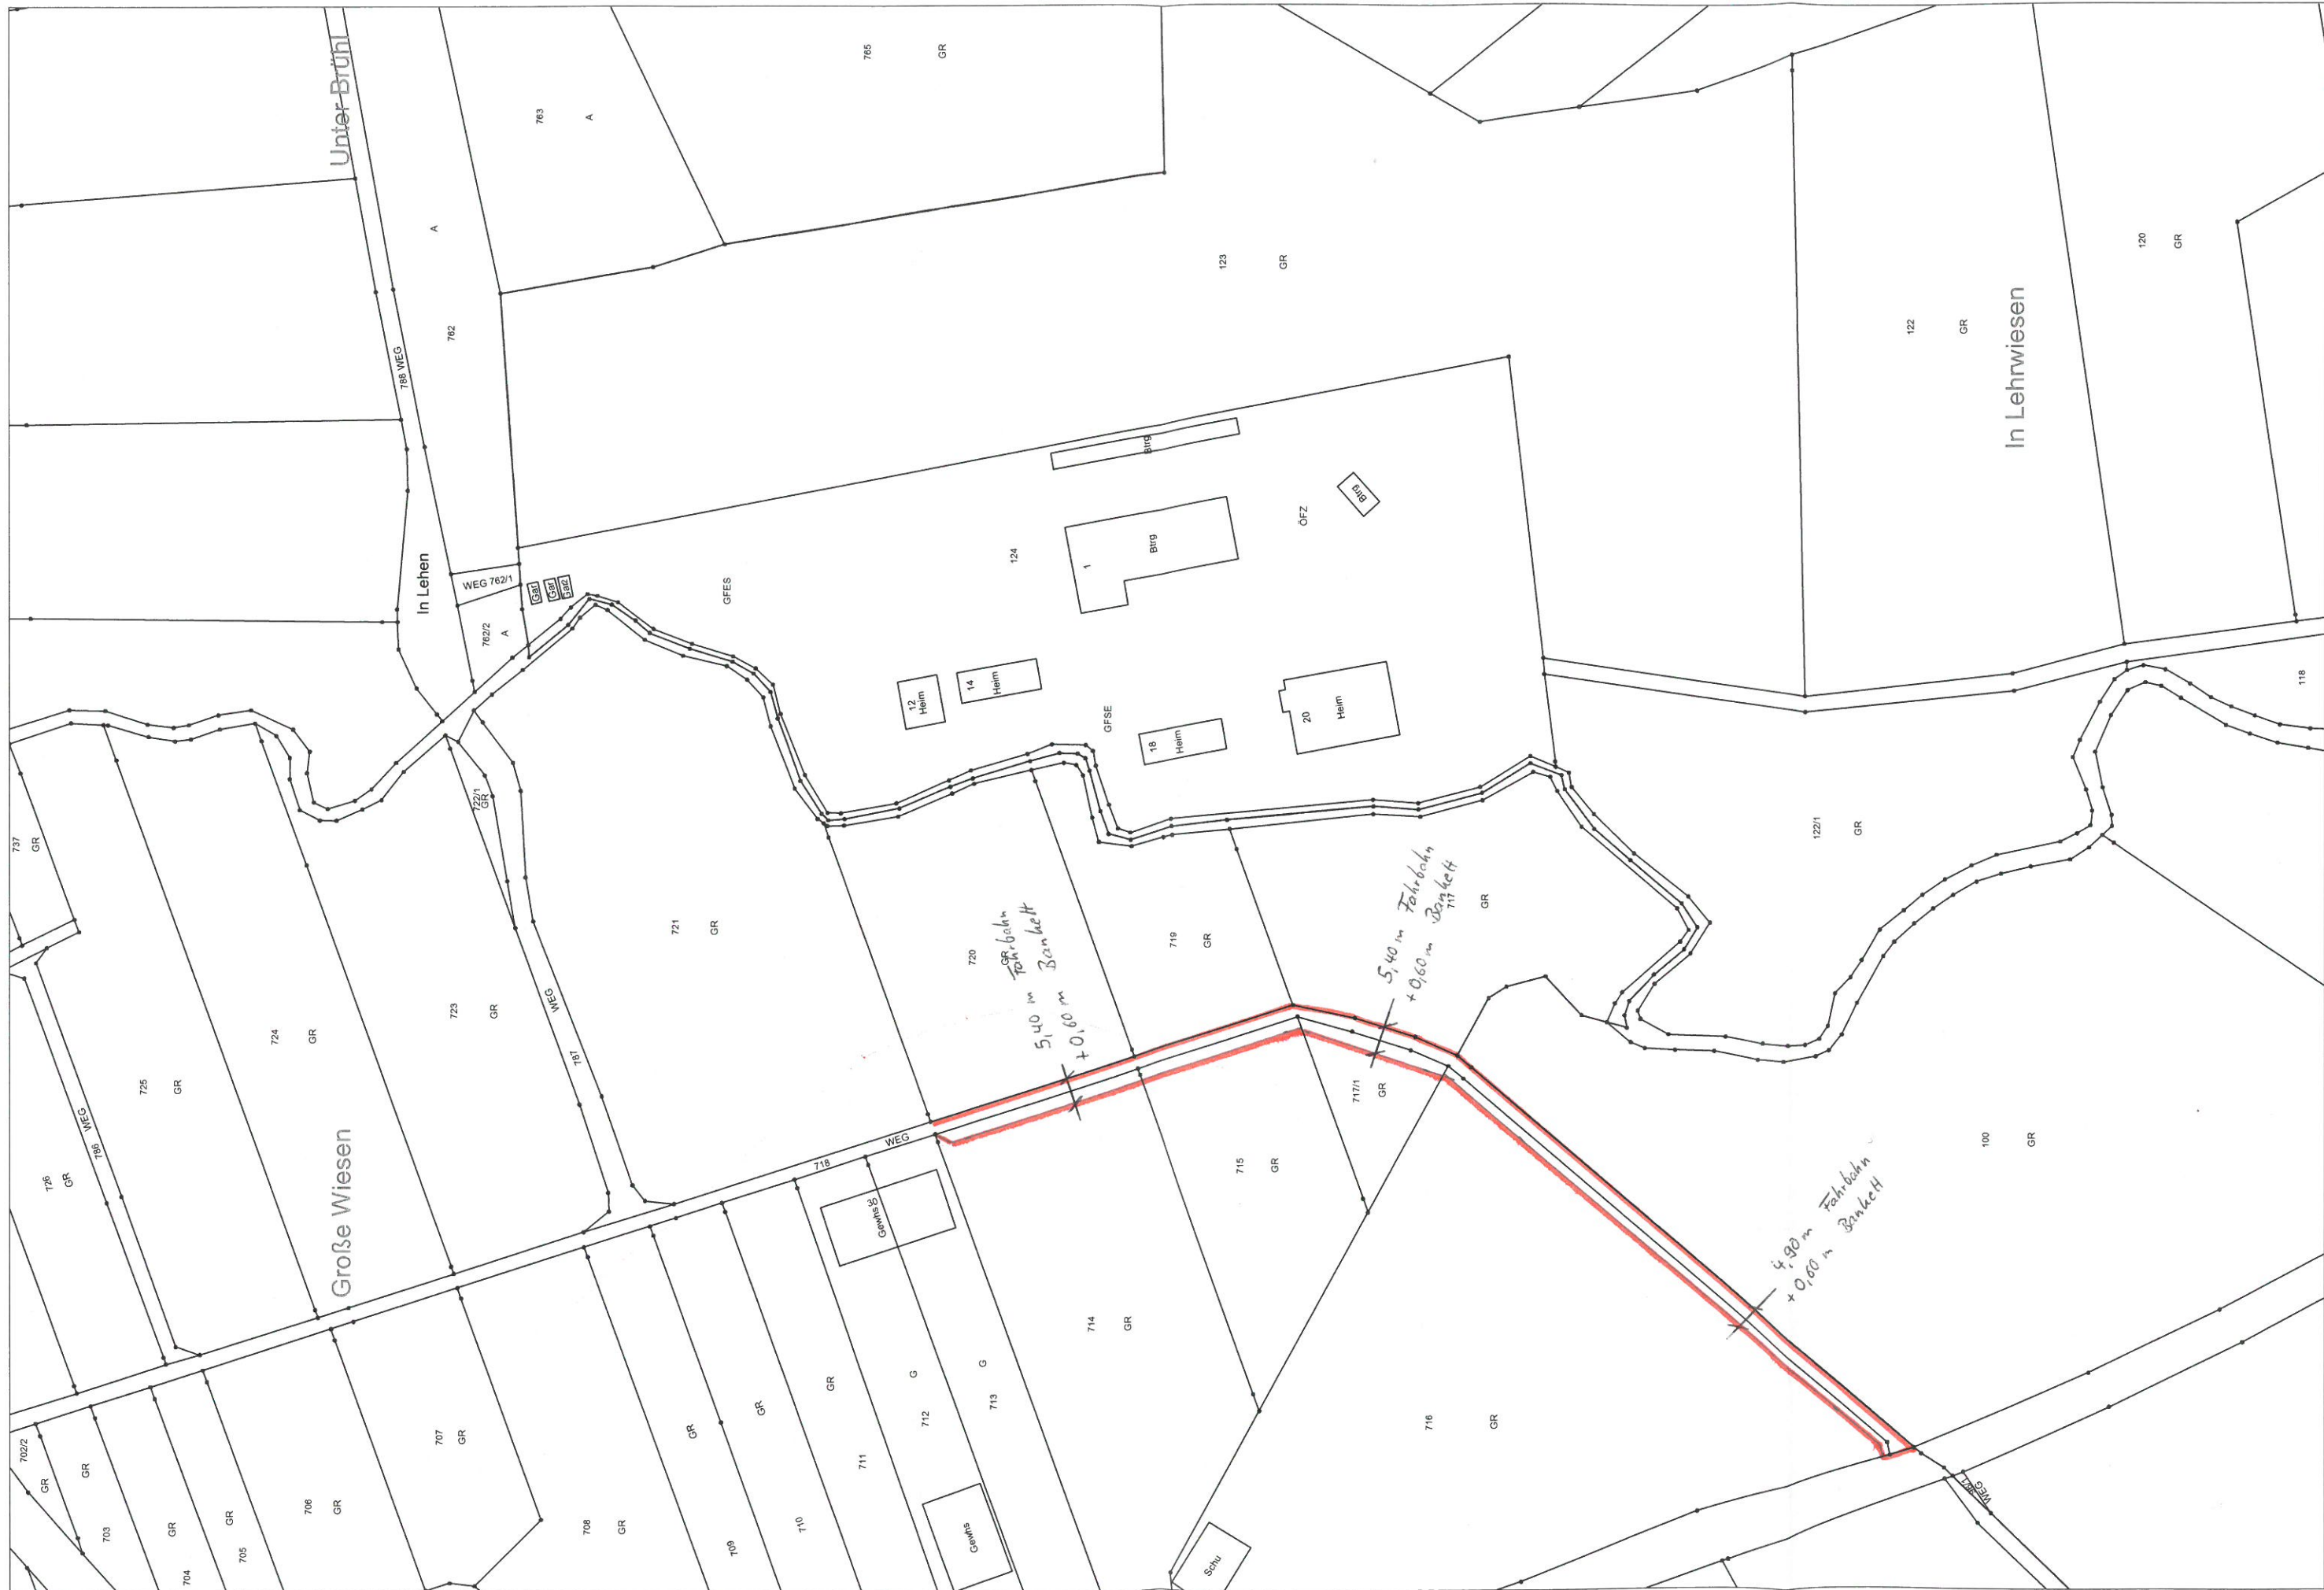 Unter Brühl
765
GR
763
A
A
762
788 WEG
123
GR
120
GR
122
GR
In Lehrwiesen
In Lehen
WEG 762/1
762/2
A
Gar
Gar
Gar2
GFES
124
Btrg
1
Btrg
ÖFZ
Btrg
12
Heim
14
Heim
GFSE
18
Heim
20
Heim
118
722/1
GR
737
GR
122/1
GR
721
GR
720
GR
5,40 m Fahrbahn
+ 0,60 m Bankett
719
GR
5,40 m Fahrbahn
+ 0,60 m Bankett
717
GR
724
GR
723
GR
WEG
787
725
GR
WEG
786
726
GR
Große Wiesen
718
WEG
717/1
GR
715
GR
100
GR
4,90 m Fahrbahn
+ 0,60 m Bankett
Gewhs
714
GR
716
GR
702/2
GR
GR
703
GR
704
GR
705
706
GR
707
GR
708
GR
GR
709
GR
710
GR
711
G
712
G
713
Gewhs
Schu
WEG